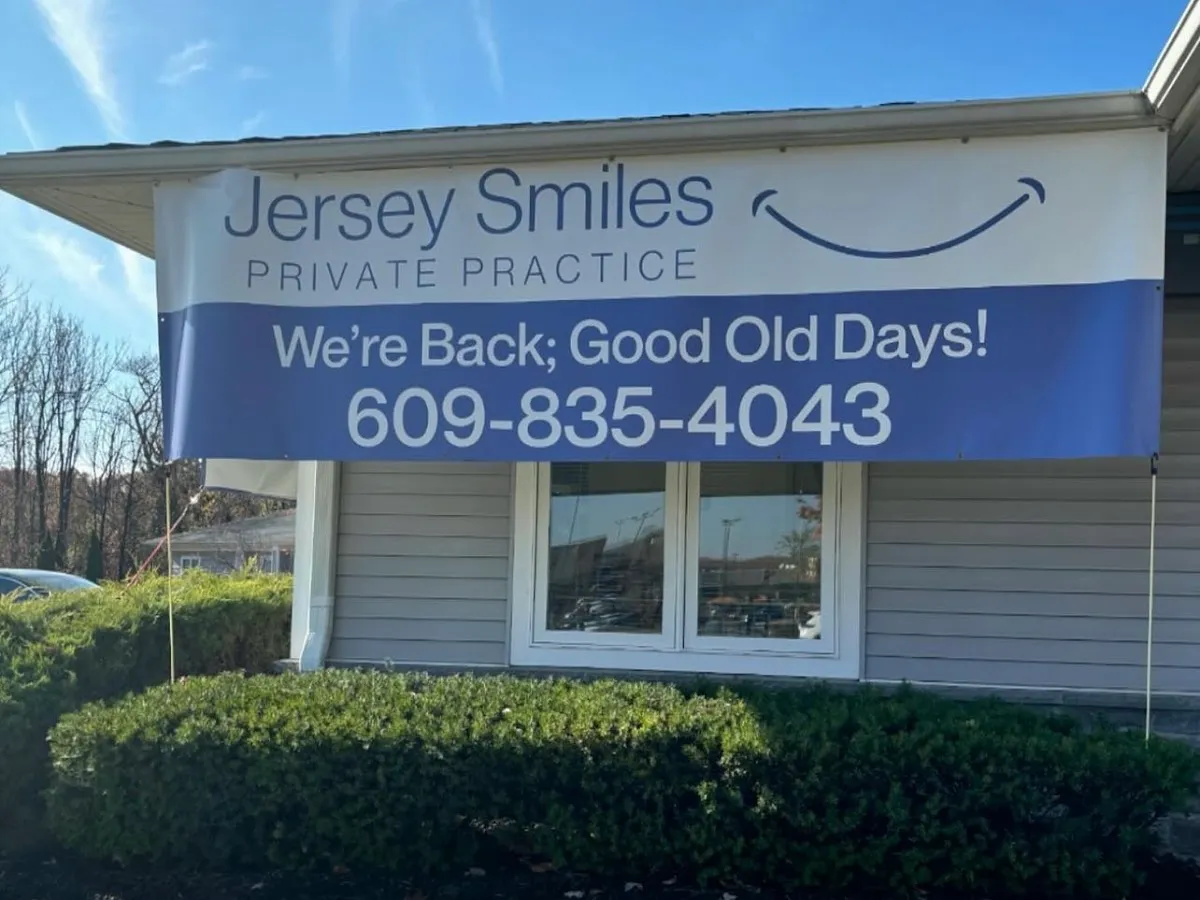 Jersey Smiles
PRIVATE PRACTICE
We're Back; Good Old Days!
609-835-4043